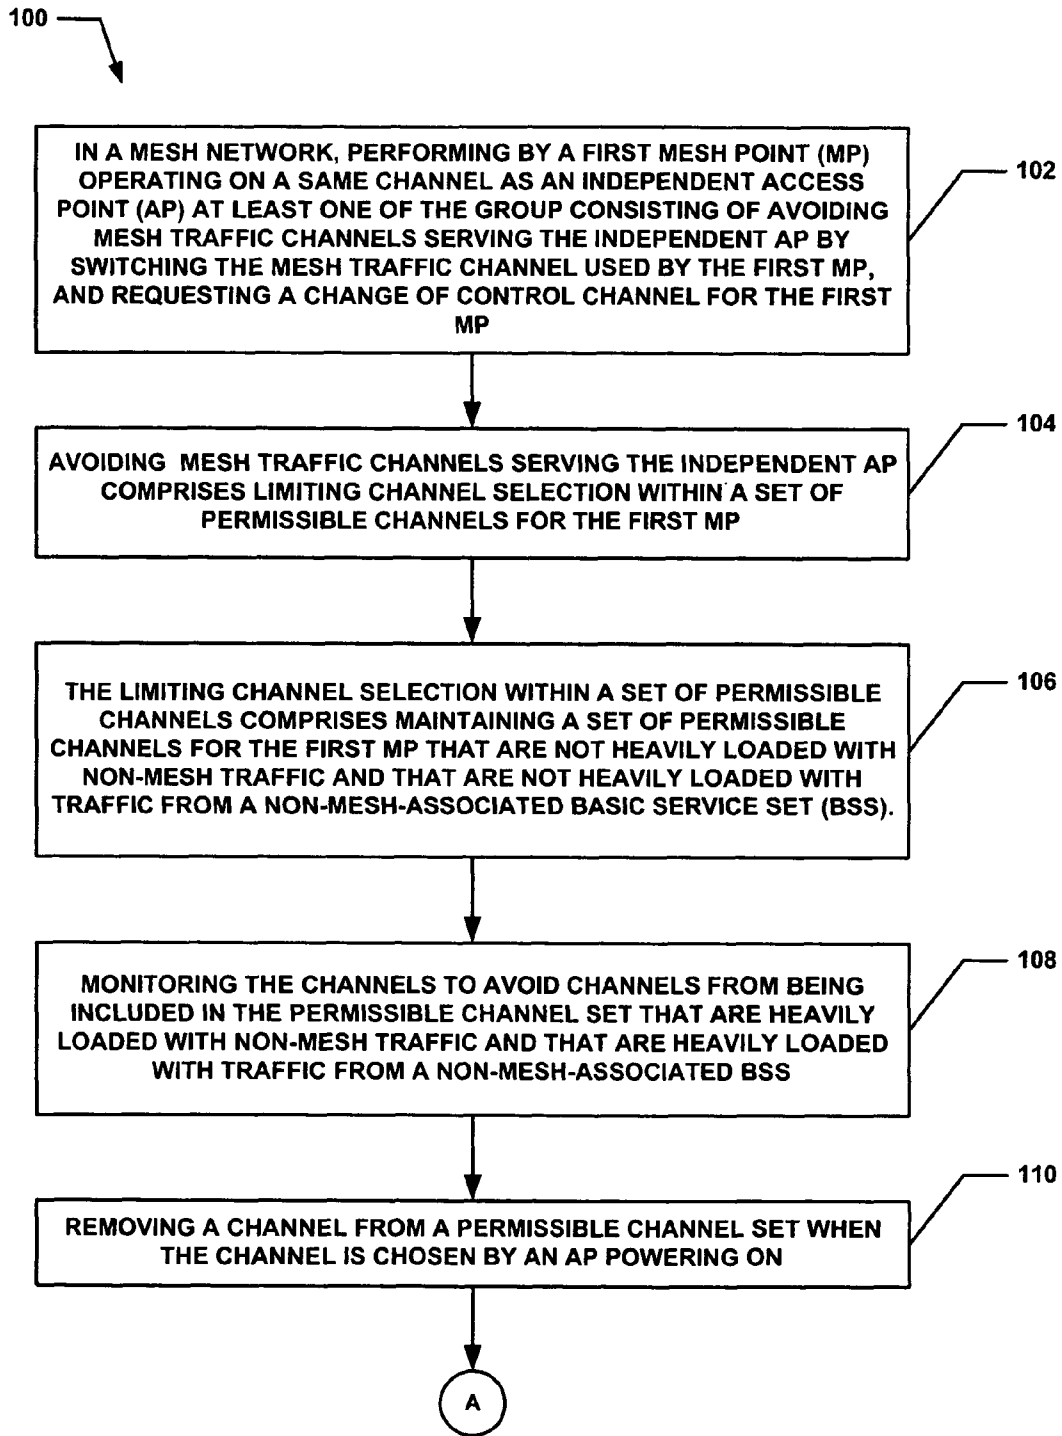 100
IN A MESH NETWORK, PERFORMING BY A FIRST MESH POINT (MP)
OPERATING ON A SAME CHANNEL AS AN INDEPENDENT ACCESS
POINT (AP) AT LEAST ONE OF THE GROUP CONSISTING OF AVOIDING
MESH TRAFFIC CHANNELS SERVING THE INDEPENDENT AP BY
SWITCHING THE MESH TRAFFIC CHANNEL USED BY THE FIRST MP,
AND REQUESTING A CHANGE OF CONTROL CHANNEL FOR THE FIRST
MP
102
AVOIDING MESH TRAFFIC CHANNELS SERVING THE INDEPENDENT AP
COMPRISES LIMITING CHANNEL SELECTION WITHIN A SET OF
PERMISSIBLE CHANNELS FOR THE FIRST MP
104
THE LIMITING CHANNEL SELECTION WITHIN A SET OF PERMISSIBLE
CHANNELS COMPRISES MAINTAINING A SET OF PERMISSIBLE
CHANNELS FOR THE FIRST MP THAT ARE NOT HEAVILY LOADED WITH
NON-MESH TRAFFIC AND THAT ARE NOT HEAVILY LOADED WITH
TRAFFIC FROM A NON-MESH-ASSOCIATED BASIC SERVICE SET (BSS).
106
MONITORING THE CHANNELS TO AVOID CHANNELS FROM BEING
INCLUDED IN THE PERMISSIBLE CHANNEL SET THAT ARE HEAVILY
LOADED WITH NON-MESH TRAFFIC AND THAT ARE HEAVILY LOADED
WITH TRAFFIC FROM A NON-MESH-ASSOCIATED BSS
108
REMOVING A CHANNEL FROM A PERMISSIBLE CHANNEL SET WHEN
THE CHANNEL IS CHOSEN BY AN AP POWERING ON
110
A